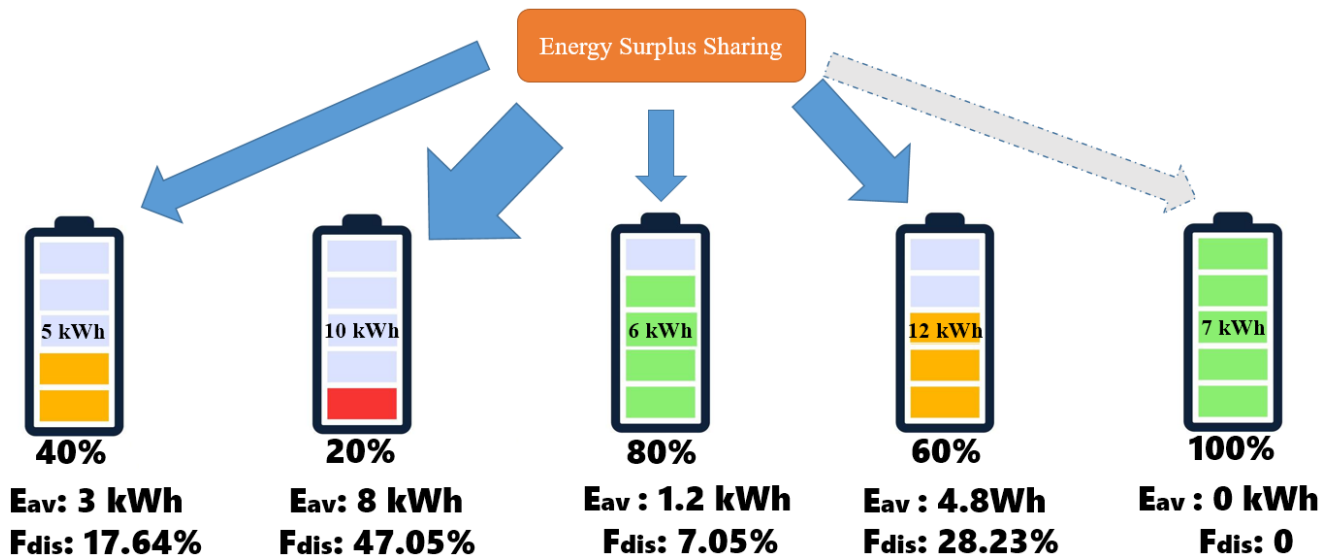 Energy Surplus Sharing
5 kWh
10 kWh
6 kWh
12 kWh
7 kWh
40%
20%
80%
60%
100%
Eav: 3 kWh
Eav: 8 kWh
Eav : 1.2 kWh
Eav : 4.8Wh
Eav : 0 kWh
Fdis: 17.64%
Fdis: 47.05%
Fdis: 7.05%
Fdis: 28.23%
Fdis: 0